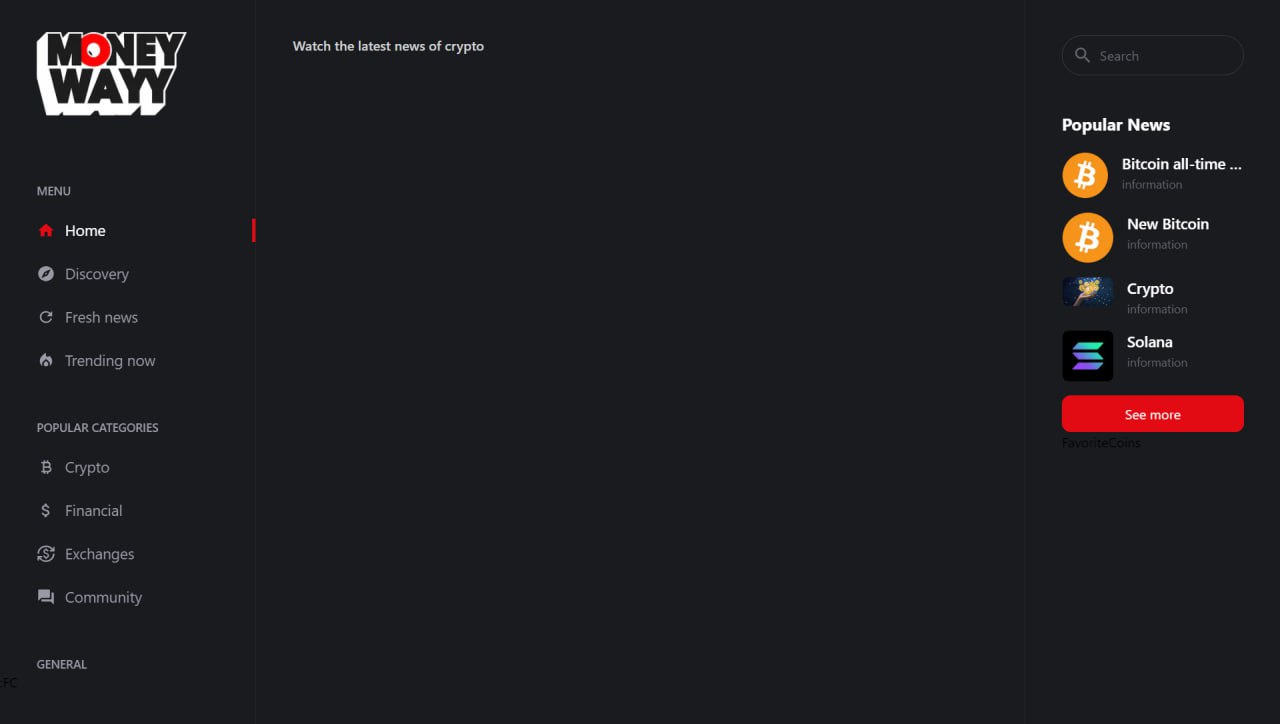 MONEY
WAYY
MENU
Home
Discovery
Fresh news
Trending now
POPULAR CATEGORIES
Crypto
Financial
Exchanges
Community
GENERAL
:FC
Watch the latest news of crypto
Search
Popular News
Bitcoin all-time ...
information
New Bitcoin
information
Crypto
information
Solana
information
See more
FavoriteCoins